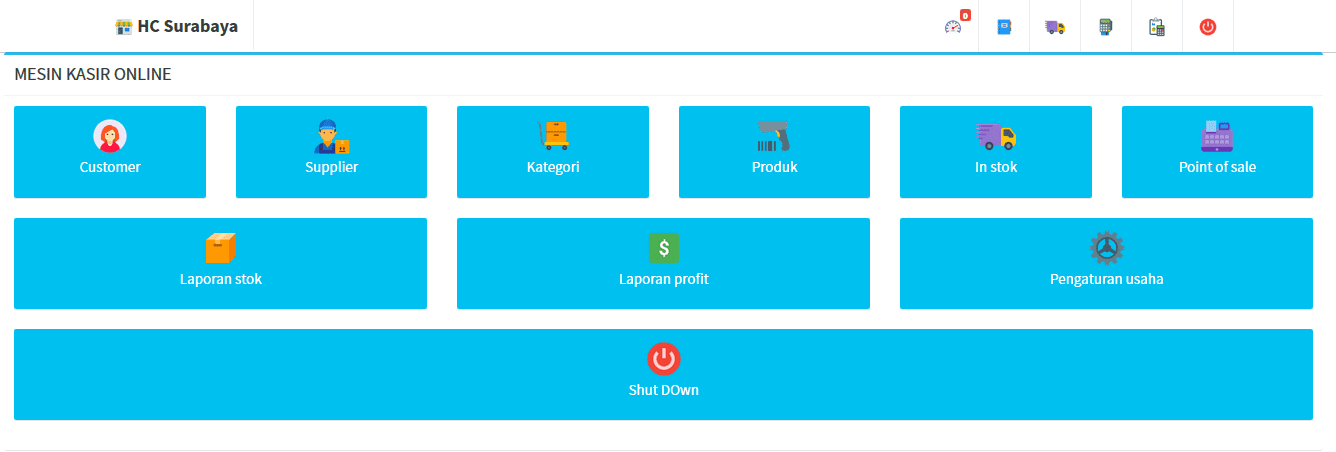 HC Surabaya
0
MESIN KASIR ONLINE
Customer
Supplier
Kategori
Produk
In stok
Point of sale
Laporan stok
$
Laporan profit
Pengaturan usaha
Shut DOwn